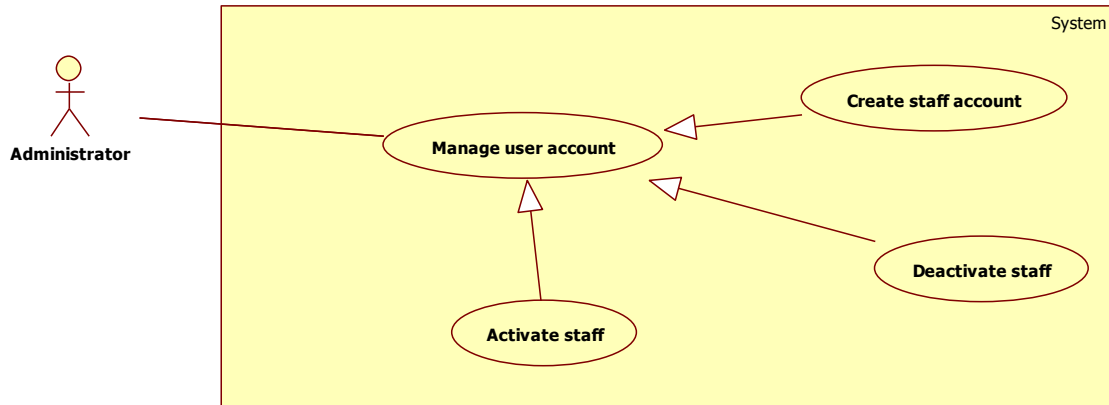 System
Create staff account
Administrator
Manage user account
Deactivate staff
Activate staff